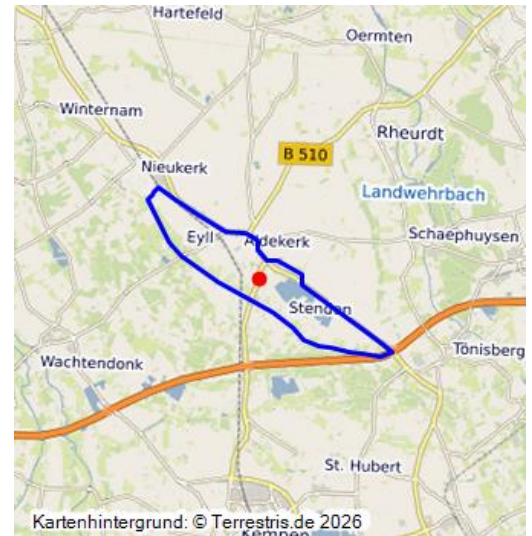 Hartefeld
Oermten
Winternam
Rheurdt
B 510
Nieukerk
Landwehrbach
Eyll
Aldekerk
Schaephuysen
Stenden
Tönisberg
Wachtendonk
St. Hubert
Kartenhintergrund: © Terrestris.de 2026
Kempen